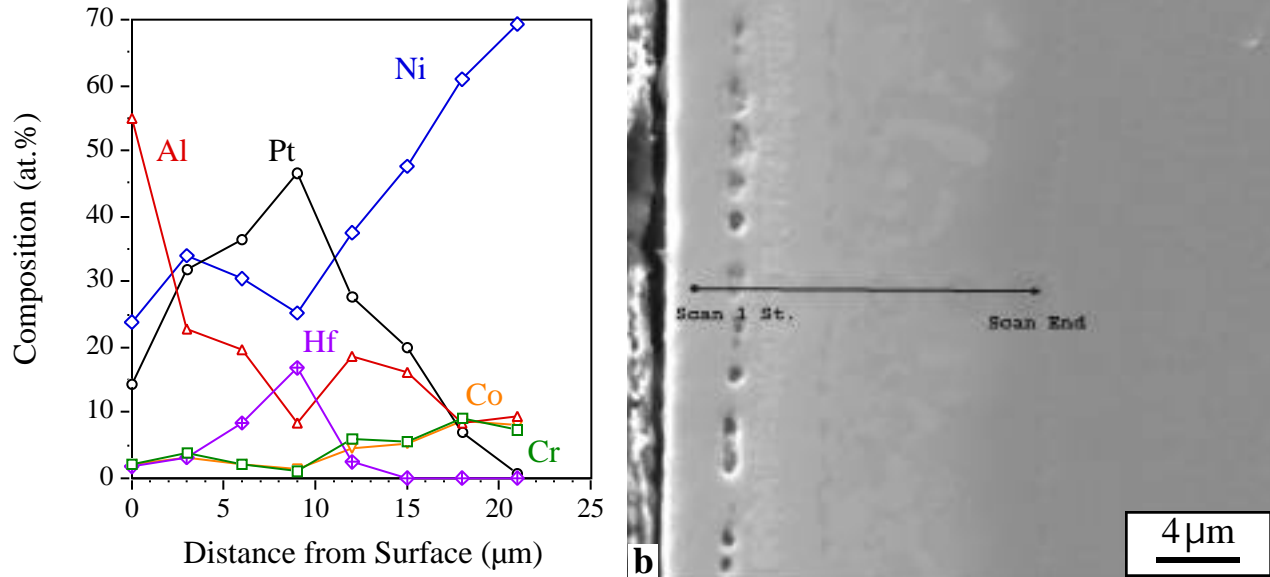 70
60
50
40
30
20
10
0
Composition (at.%)
Al
Pt
Ni
Hf
Co
Cr
0 5 10 15 20 25
Distance from Surface (μm)
Scan 1 St.
Scan End
b
4μm